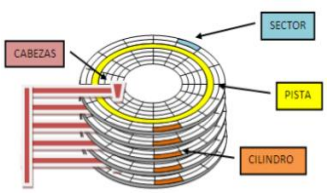 SECTOR
CABEZAS
PISTA
CILINDRO